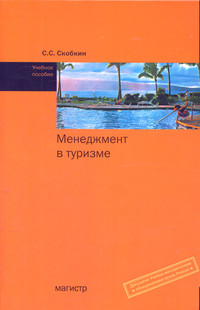 С.С. Скобкин
Учебное
пособие
Менеджмент
в туризме
магистр